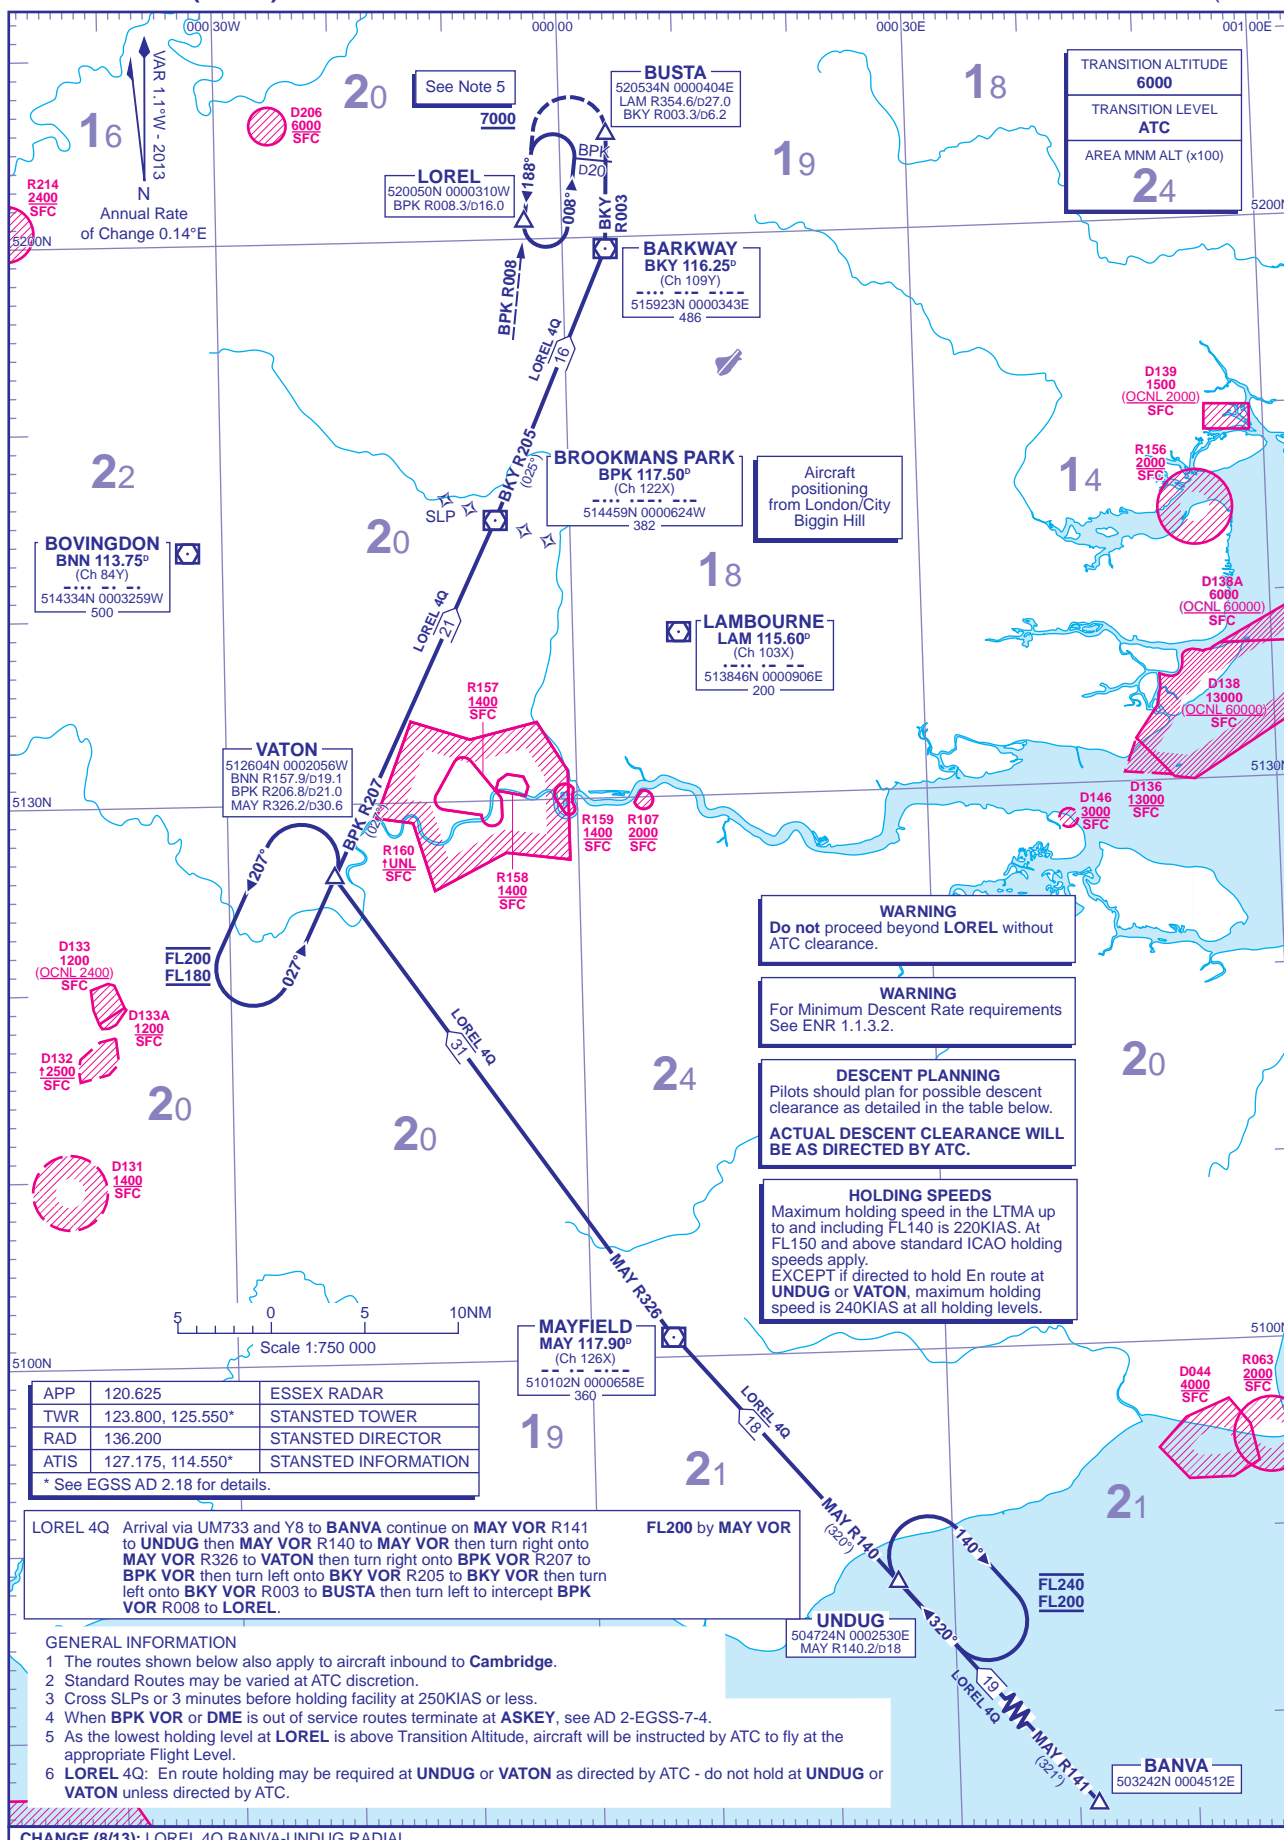 000 30W
000 00E
000 30E
001 00E
VAR 1.1°W - 2013
N
Annual Rate
of Change 0.14°E
16
20
18
19
22
20
18
14
20
20
24
20
19
21
21
See Note 5
7000
BUSTA
520534N 0000404E
LAM R354.6/D27.0
BKY R003.3/D6.2
TRANSITION ALTITUDE
6000
TRANSITION LEVEL
ATC
AREA MNM ALT (x100)
24
D206
6000
SFC
R214
2400
SFC
LOREL
520050N 0000310W
BPK R008.3/D16.0
188°
008°
BPK
D20
BKY
R003
5200N
5200N
BPK R008
BARKWAY
BKY 116.25D
(Ch 109Y)
515923N 0000343E
486
LOREL 4Q
16
D139
1500
(OCNL 2000)
SFC
R156
2000
SFC
BKY R205
(025°)
BROOKMANS PARK
BPK 117.50D
(Ch 122X)
514459N 0000624W
382
Aircraft
positioning
from London/City
Biggin Hill
SLP
BOVINGDON
BNN 113.75D
(Ch 84Y)
514334N 0003259W
500
LAMBOURNE
LAM 115.60D
(Ch 103X)
513846N 0000906E
200
D138A
6000
(OCNL 60000)
SFC
D138
13000
(OCNL 60000)
SFC
LOREL 4Q
21
R157
1400
SFC
VATON
512604N 0002056W
BNN R157.9/D19.1
BPK R206.8/D21.0
MAY R326.2/D30.6
BPK R207
(027°)
5130N
5130N
D136
13000
SFC
D146
3000
SFC
R159
1400
SFC
R107
2000
SFC
R160
↑UNL
SFC
R158
1400
SFC
207°
027°
FL200
FL180
D133
1200
(OCNL 2400)
SFC
D133A
1200
SFC
D132
↑2500
SFC
D131
1400
SFC
LOREL 4Q
31
WARNING
Do not proceed beyond LOREL without
ATC clearance.
WARNING
For Minimum Descent Rate requirements
See ENR 1.1.3.2.
DESCENT PLANNING
Pilots should plan for possible descent
clearance as detailed in the table below.
ACTUAL DESCENT CLEARANCE WILL
BE AS DIRECTED BY ATC.
HOLDING SPEEDS
Maximum holding speed in the LTMA up
to and including FL140 is 220KIAS. At
FL150 and above standard ICAO holding
speeds apply.
EXCEPT if directed to hold En route at
UNDUG or VATON, maximum holding
speed is 240KIAS at all holding levels.
MAY R326
5 0 5 10NM
Scale 1:750 000
MAYFIELD
MAY 117.90D
(Ch 126X)
510102N 0000658E
360
5100N
5100N
D044
4000
SFC
R063
2000
SFC
APP 120.625 ESSEX RADAR
TWR 123.800, 125.550* STANSTED TOWER
RAD 136.200 STANSTED DIRECTOR
ATIS 127.175, 114.550* STANSTED INFORMATION
* See EGSS AD 2.18 for details.
LOREL 4Q
18
MAY R140
(320°)
LOREL 4Q Arrival via UM733 and Y8 to BANVA continue on MAY VOR R141 FL200 by MAY VOR
to UNDUG then MAY VOR R140 to MAY VOR then turn right onto
MAY VOR R326 to VATON then turn right onto BPK VOR R207 to
BPK VOR then turn left onto BKY VOR R205 to BKY VOR then turn
left onto BKY VOR R003 to BUSTA then turn left to intercept BPK
VOR R008 to LOREL.
140°
320°
FL240
FL200
UNDUG
504724N 0002530E
MAY R140.2/D18
LOREL 4Q
19
MAY R141
(321°)
BANVA
503242N 0004512E
GENERAL INFORMATION
1 The routes shown below also apply to aircraft inbound to Cambridge.
2 Standard Routes may be varied at ATC discretion.
3 Cross SLPs or 3 minutes before holding facility at 250KIAS or less.
4 When BPK VOR or DME is out of service routes terminate at ASKEY, see AD 2-EGSS-7-4.
5 As the lowest holding level at LOREL is above Transition Altitude, aircraft will be instructed by ATC to fly at the
appropriate Flight Level.
6 LOREL 4Q: En route holding may be required at UNDUG or VATON as directed by ATC - do not hold at UNDUG or
VATON unless directed by ATC.
CHANGE (8/13): LOREL 4Q BANVA-UNDUG RADIAL